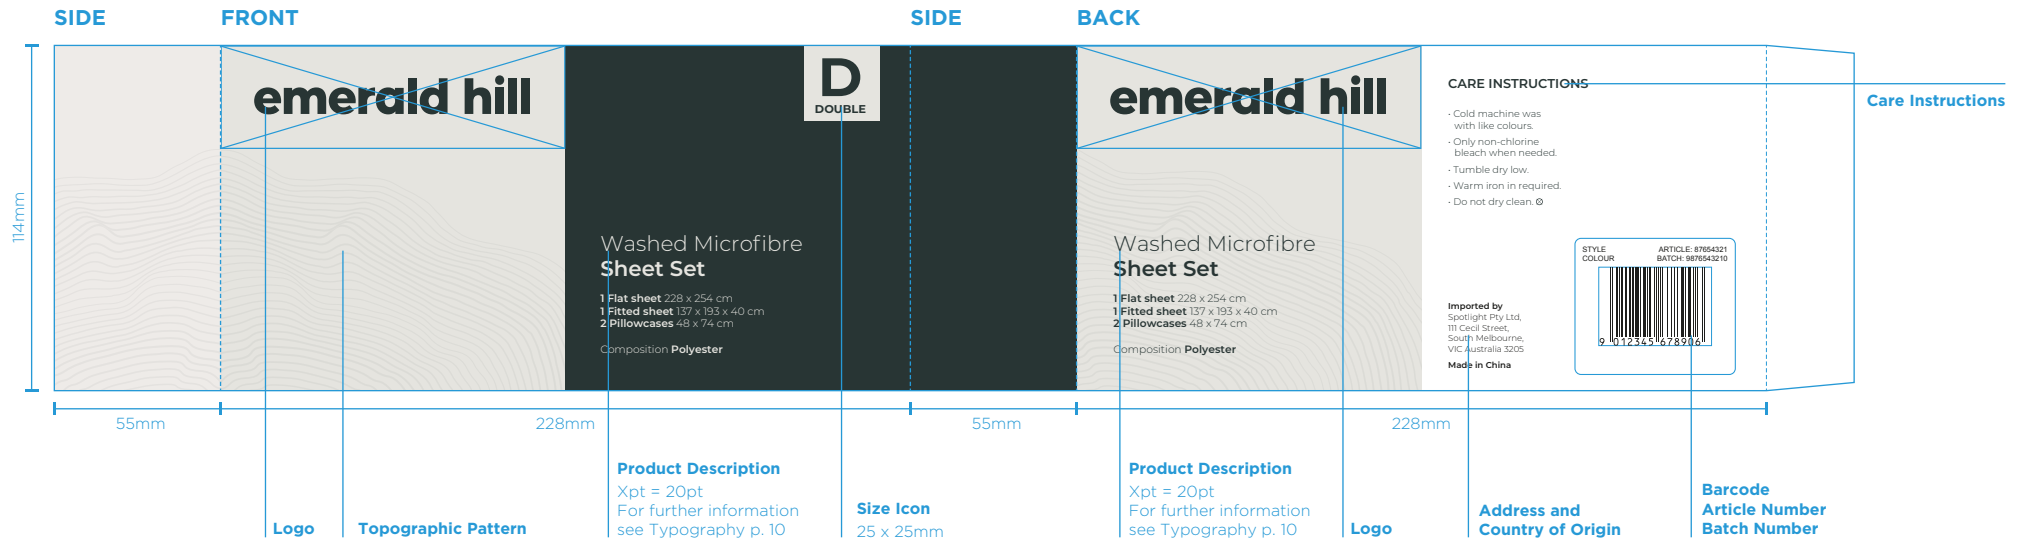 SIDE
FRONT
SIDE
BACK
114mm
emerald hill
D
DOUBLE
Washed Microfibre
Sheet Set
1 Flat sheet 228 x 254 cm
1 Fitted sheet 137 x 193 x 40 cm
2 Pillowcases 48 x 74 cm
Composition Polyester
emerald hill
Washed Microfibre
Sheet Set
1 Flat sheet 228 x 254 cm
1 Fitted sheet 137 x 193 x 40 cm
2 Pillowcases 48 x 74 cm
Composition Polyester
CARE INSTRUCTIONS
• Cold machine was
with like colours.
• Only non-chlorine
bleach when needed.
• Tumble dry low.
• Warm iron in required.
• Do not dry clean.
Imported by
Spotlight Pty Ltd,
111 Cecil Street,
South Melbourne,
VIC Australia 3205
Made in China
STYLE ARTICLE: 87654321
COLOUR BATCH: 9876543210
9 012345 678906
Care Instructions
55mm
228mm
55mm
228mm
Logo
Topographic Pattern
Product Description
Xpt = 20pt
For further information
see Typography p. 10
Size Icon
25 x 25mm
Product Description
Xpt = 20pt
For further information
see Typography p. 10
Logo
Address and
Country of Origin
Barcode
Article Number
Batch Number